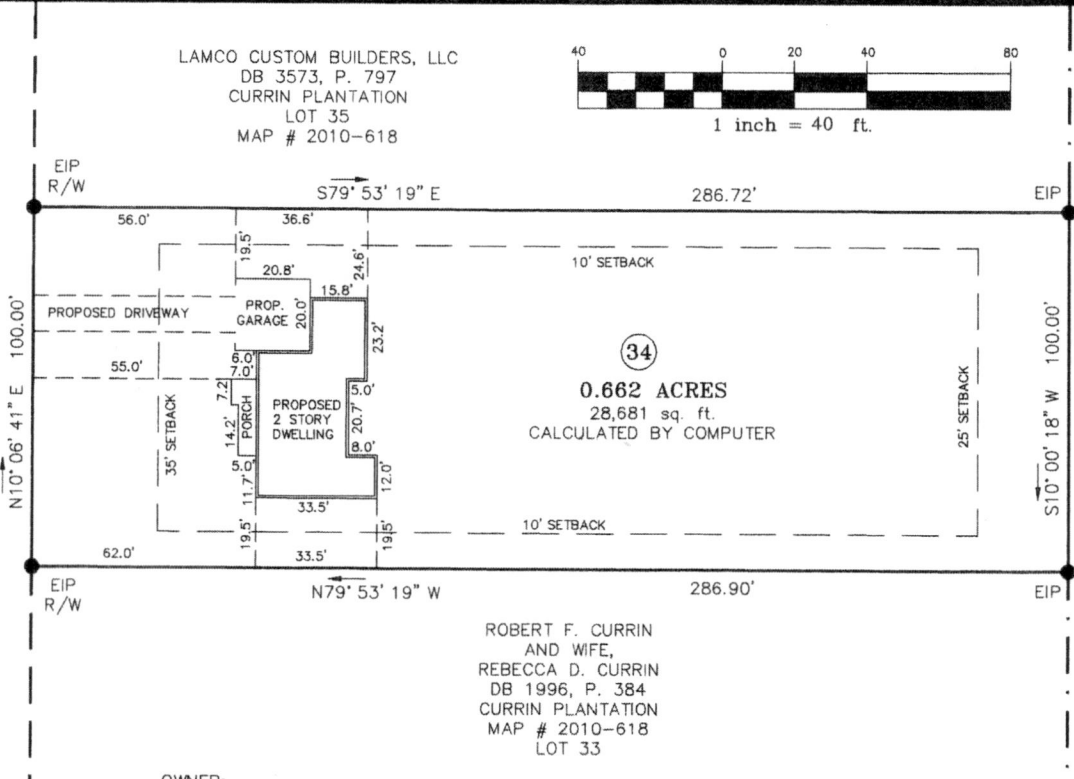 LAMCO CUSTOM BUILDERS, LLC
DB 3573, P. 797
CURRIN PLANTATION
LOT 35
MAP # 2010-618
40 0 20 40 80
1 inch = 40 ft.
EIP
R/W
S79° 53' 19" E
286.72'
EIP
56.0'
36.6'
19.5'
24.6'
10' SETBACK
20.8'
15.8'
PROPOSED DRIVEWAY
PROP.
GARAGE
20.0'
23.2'
N10° 06' 41" E 100.00'
S10° 00' 18" W 100.00'
34
0.662 ACRES
28,681 sq. ft.
CALCULATED BY COMPUTER
55.0'
6.0'
7.0'
5.0'
7.2
14.2'
PORCH
PROPOSED
2 STORY
DWELLING
20.7'
35' SETBACK
25' SETBACK
8.0'
5.0'
11.7'
12.0'
33.5'
10' SETBACK
19.5'
19.5'
62.0'
33.5'
EIP
R/W
N79° 53' 19" W
286.90'
EIP
ROBERT F. CURRIN
AND WIFE,
REBECCA D. CURRIN
DB 1996, P. 384
CURRIN PLANTATION
MAP # 2010-618
LOT 33
OWNER